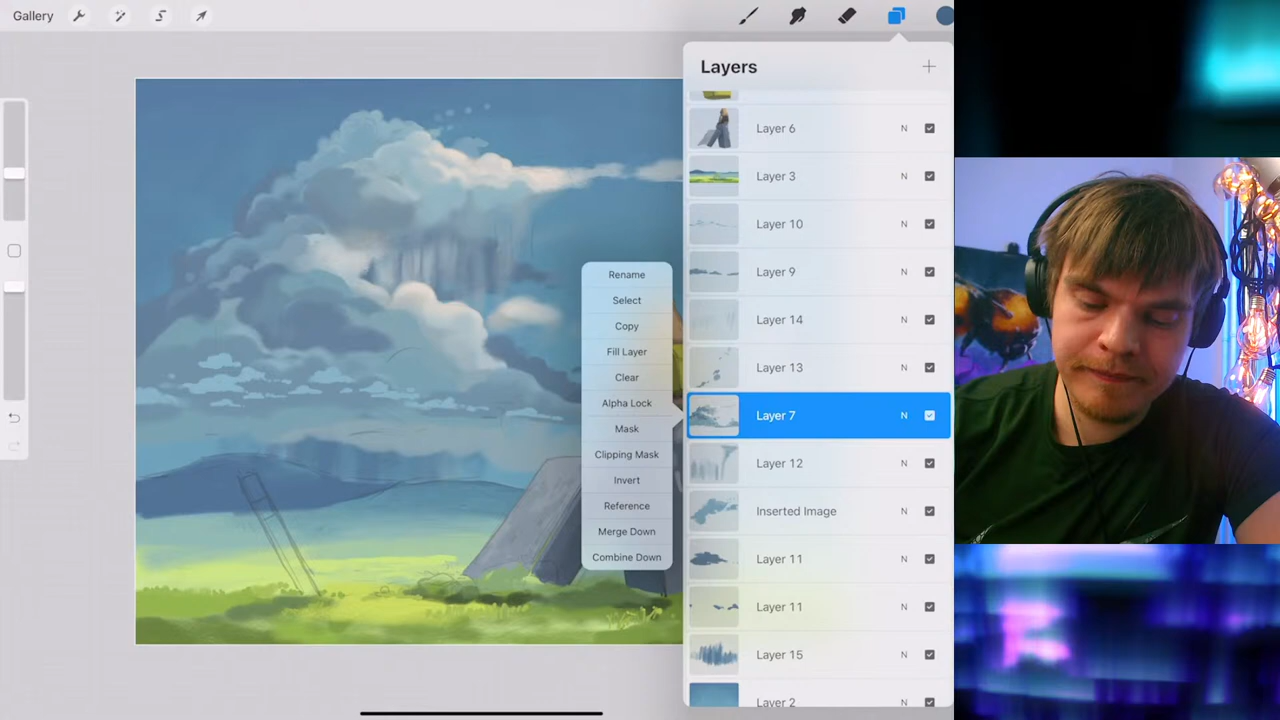 Gallery
Layers
Layer 6 N
Layer 3 N
Layer 10 N
Layer 9 N
Layer 14 N
Layer 13 N
Layer 7 N
Layer 12 N
Inserted Image N
Layer 11 N
Layer 11 N
Layer 15 N
Layer 2 N
Rename
Select
Copy
Fill Layer
Clear
Alpha Lock
Mask
Clipping Mask
Invert
Reference
Merge Down
Combine Down